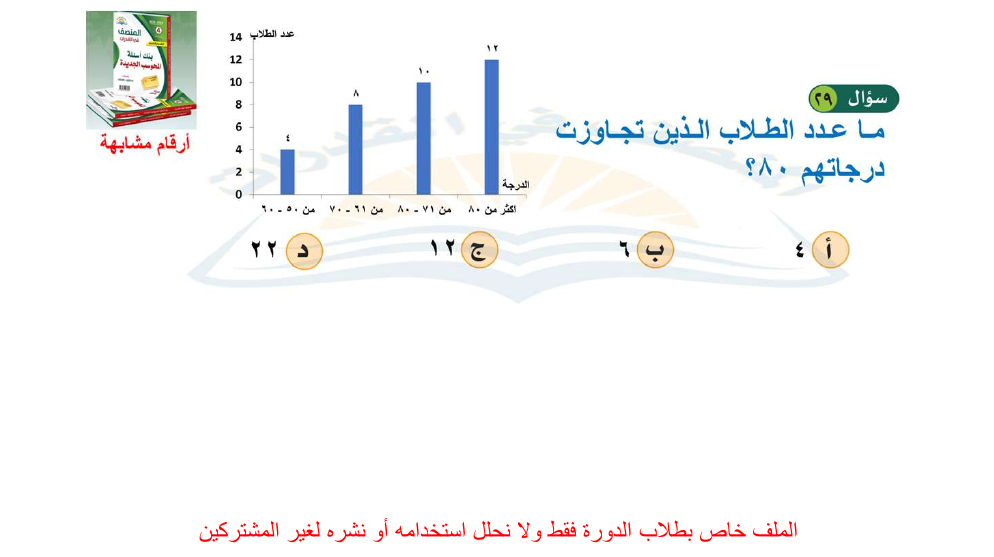 سؤال ٢٩
ما عدد الطلاب الذين تجاوزت
درجاتهم ٨٠؟
المنصف
بنك أسئلة
المحوسب الجديدة
أرقام مشابهة
عدد الطلاب
14
12
10
8
6
4
2
0
٤
٨
١٠
١٢
الدرجة
من ٥٠ - ٦٠
من ٦١ - ٧٠
من ٧١ - ٨٠
اكثر من ٨٠
أ ٤
ب ٦
ج ١٢
د ٢٢
الملف خاص بطلاب الدورة فقط ولا نحلل استخدامه أو نشره لغير المشتركين